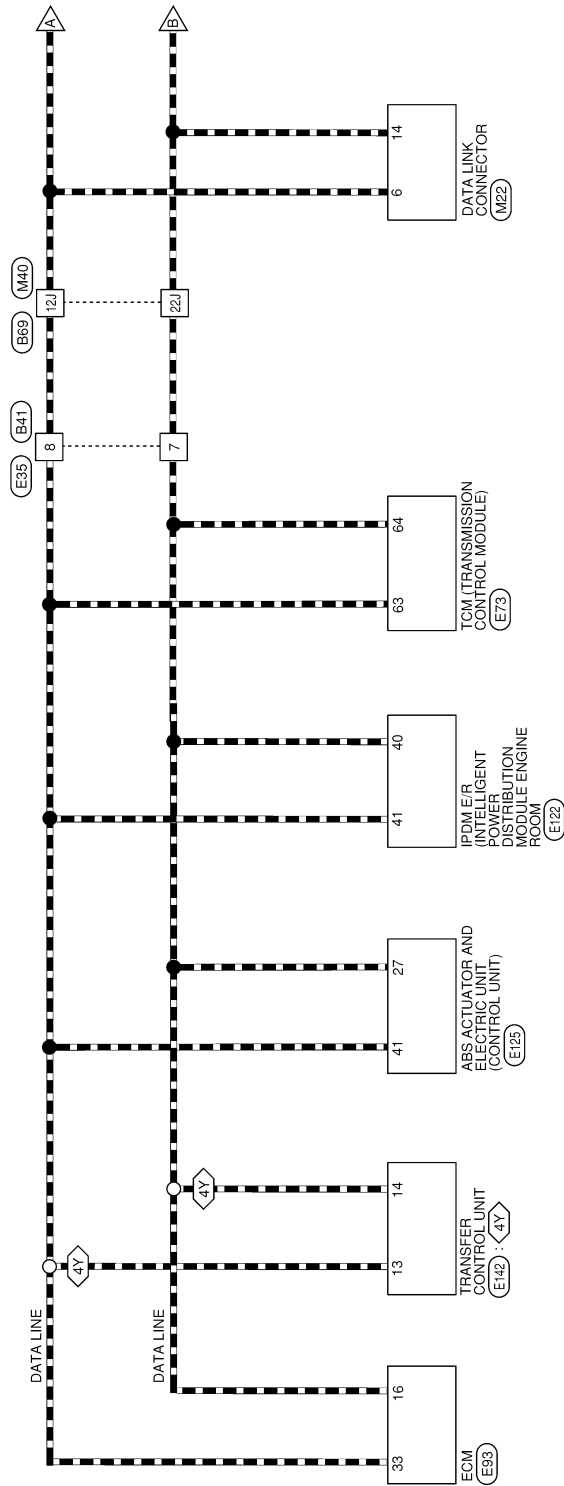 DATA LINE
DATA LINE
A
B
4Y
4Y
E35
B41
8
7
B69
M40
12J
22J
33
16
ECM
E93
13
14
TRANSFER
CONTROL UNIT
E142 : 4Y
41
27
ABS ACTUATOR AND
ELECTRIC UNIT
(CONTROL UNIT)
E125
41
40
IPDM E/R
(INTELLIGENT
POWER
DISTRIBUTION
MODULE ENGINE
ROOM
E122
63
64
TCM (TRANSMISSION
CONTROL MODULE)
E73
6
14
DATA LINK
CONNECTOR
M22